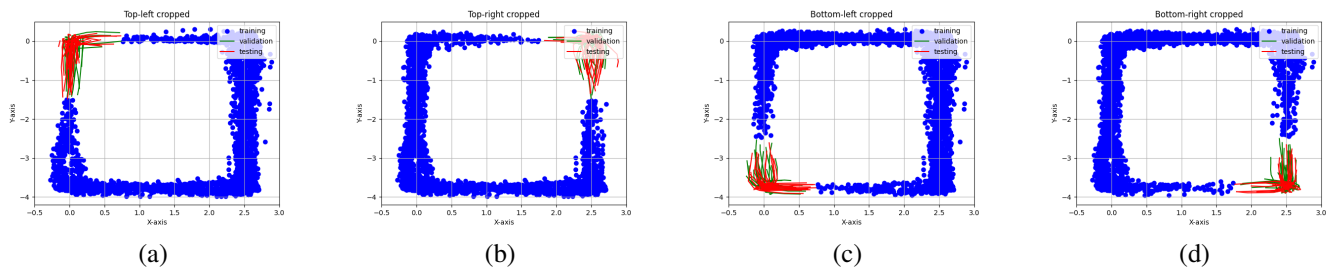 Top-left cropped
training
validation
testing
0
−1
−2
−3
−4
Y-axis
−0.5 0.0 0.5 1.0 1.5 2.0 2.5 3.0
X-axis
(a)
Top-right cropped
training
validation
testing
0
−1
−2
−3
−4
Y-axis
−0.5 0.0 0.5 1.0 1.5 2.0 2.5 3.0
X-axis
(b)
Bottom-left cropped
training
validation
testing
0
−1
−2
−3
−4
Y-axis
−0.5 0.0 0.5 1.0 1.5 2.0 2.5 3.0
X-axis
(c)
Bottom-right cropped
training
validation
testing
0
−1
−2
−3
−4
Y-axis
−0.5 0.0 0.5 1.0 1.5 2.0 2.5 3.0
X-axis
(d)